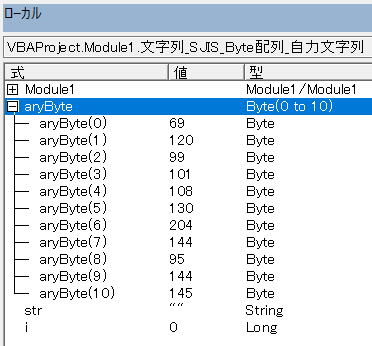 ローカル
VBAProject.Module1.文字列_SJIS_Byte配列_自力文字列
式 値 型
Module1 Module1/Module1
aryByte Byte(0 to 10)
aryByte(0) 69 Byte
aryByte(1) 120 Byte
aryByte(2) 99 Byte
aryByte(3) 101 Byte
aryByte(4) 108 Byte
aryByte(5) 130 Byte
aryByte(6) 204 Byte
aryByte(7) 144 Byte
aryByte(8) 95 Byte
aryByte(9) 144 Byte
aryByte(10) 145 Byte
str "" String
i 0 Long